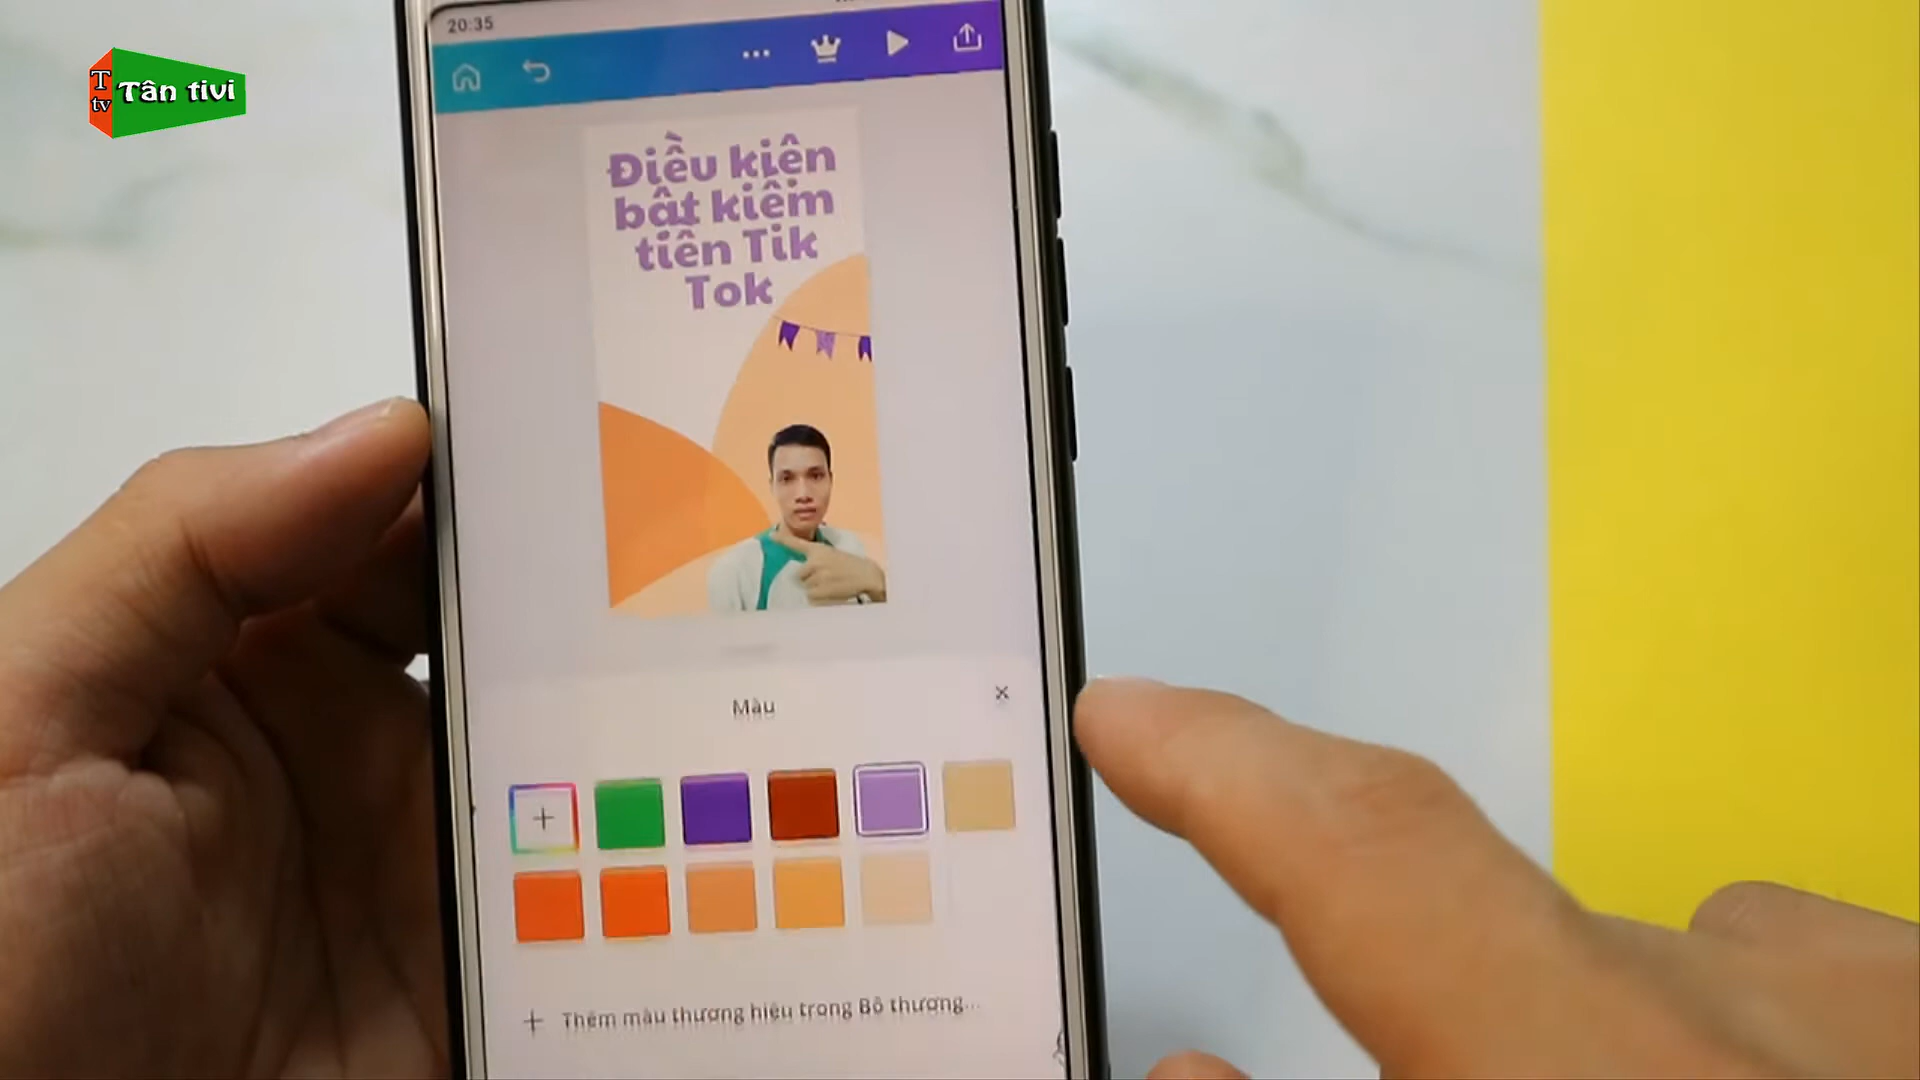 20:35
T
tv
Tân tivi
Điều kiện
bật kiếm
tiền Tik
Tok
Màu
Thêm màu thương hiệu trong Bộ thương...